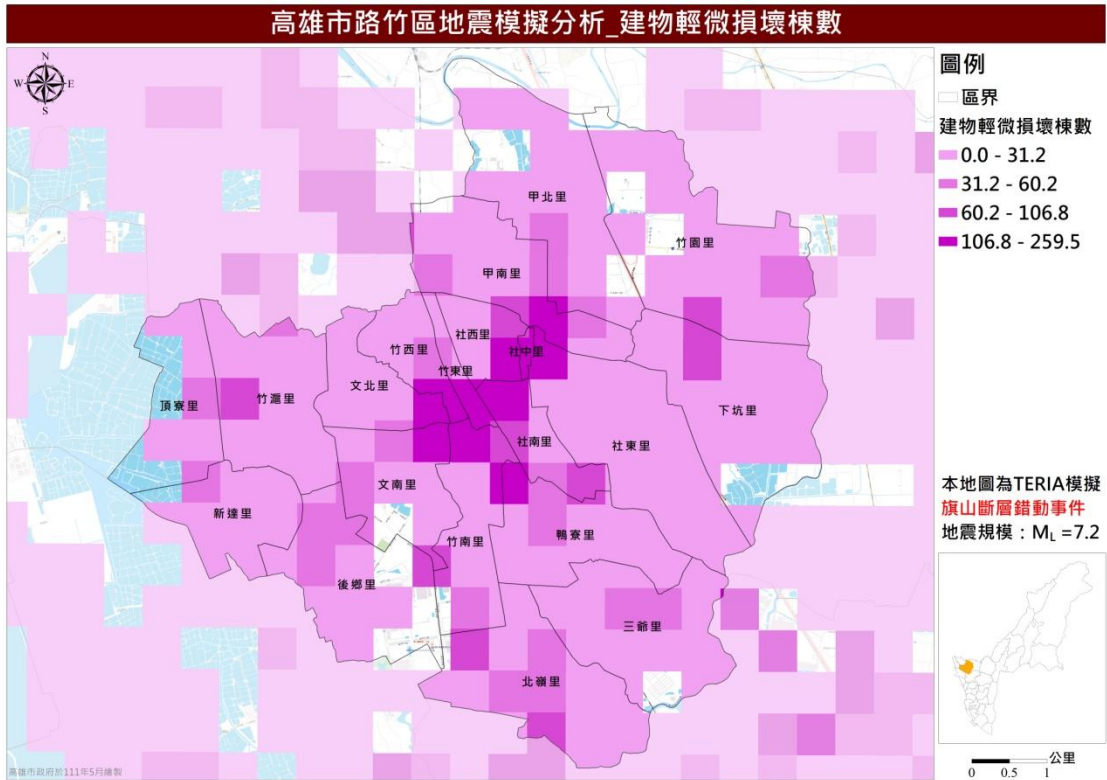 高雄市路竹區地震模擬分析_建物輕微損壞棟數
N
W
E
S
圖例
區界
建物輕微損壞棟數
0.0 - 31.2
31.2 - 60.2
60.2 - 106.8
106.8 - 259.5
甲北里
竹園里
甲南里
社西里
竹西里
社中里
竹東里
文北里
頂寮里
竹滬里
下坑里
社南里
社東里
文南里
新達里
竹南里
鴨寮里
後鄉里
三爺里
北嶺里
本地圖為TERIA模擬
旗山斷層錯動事件
地震規模：ML =7.2
公里
0 0.5 1
高雄市政府於111年5月繪製